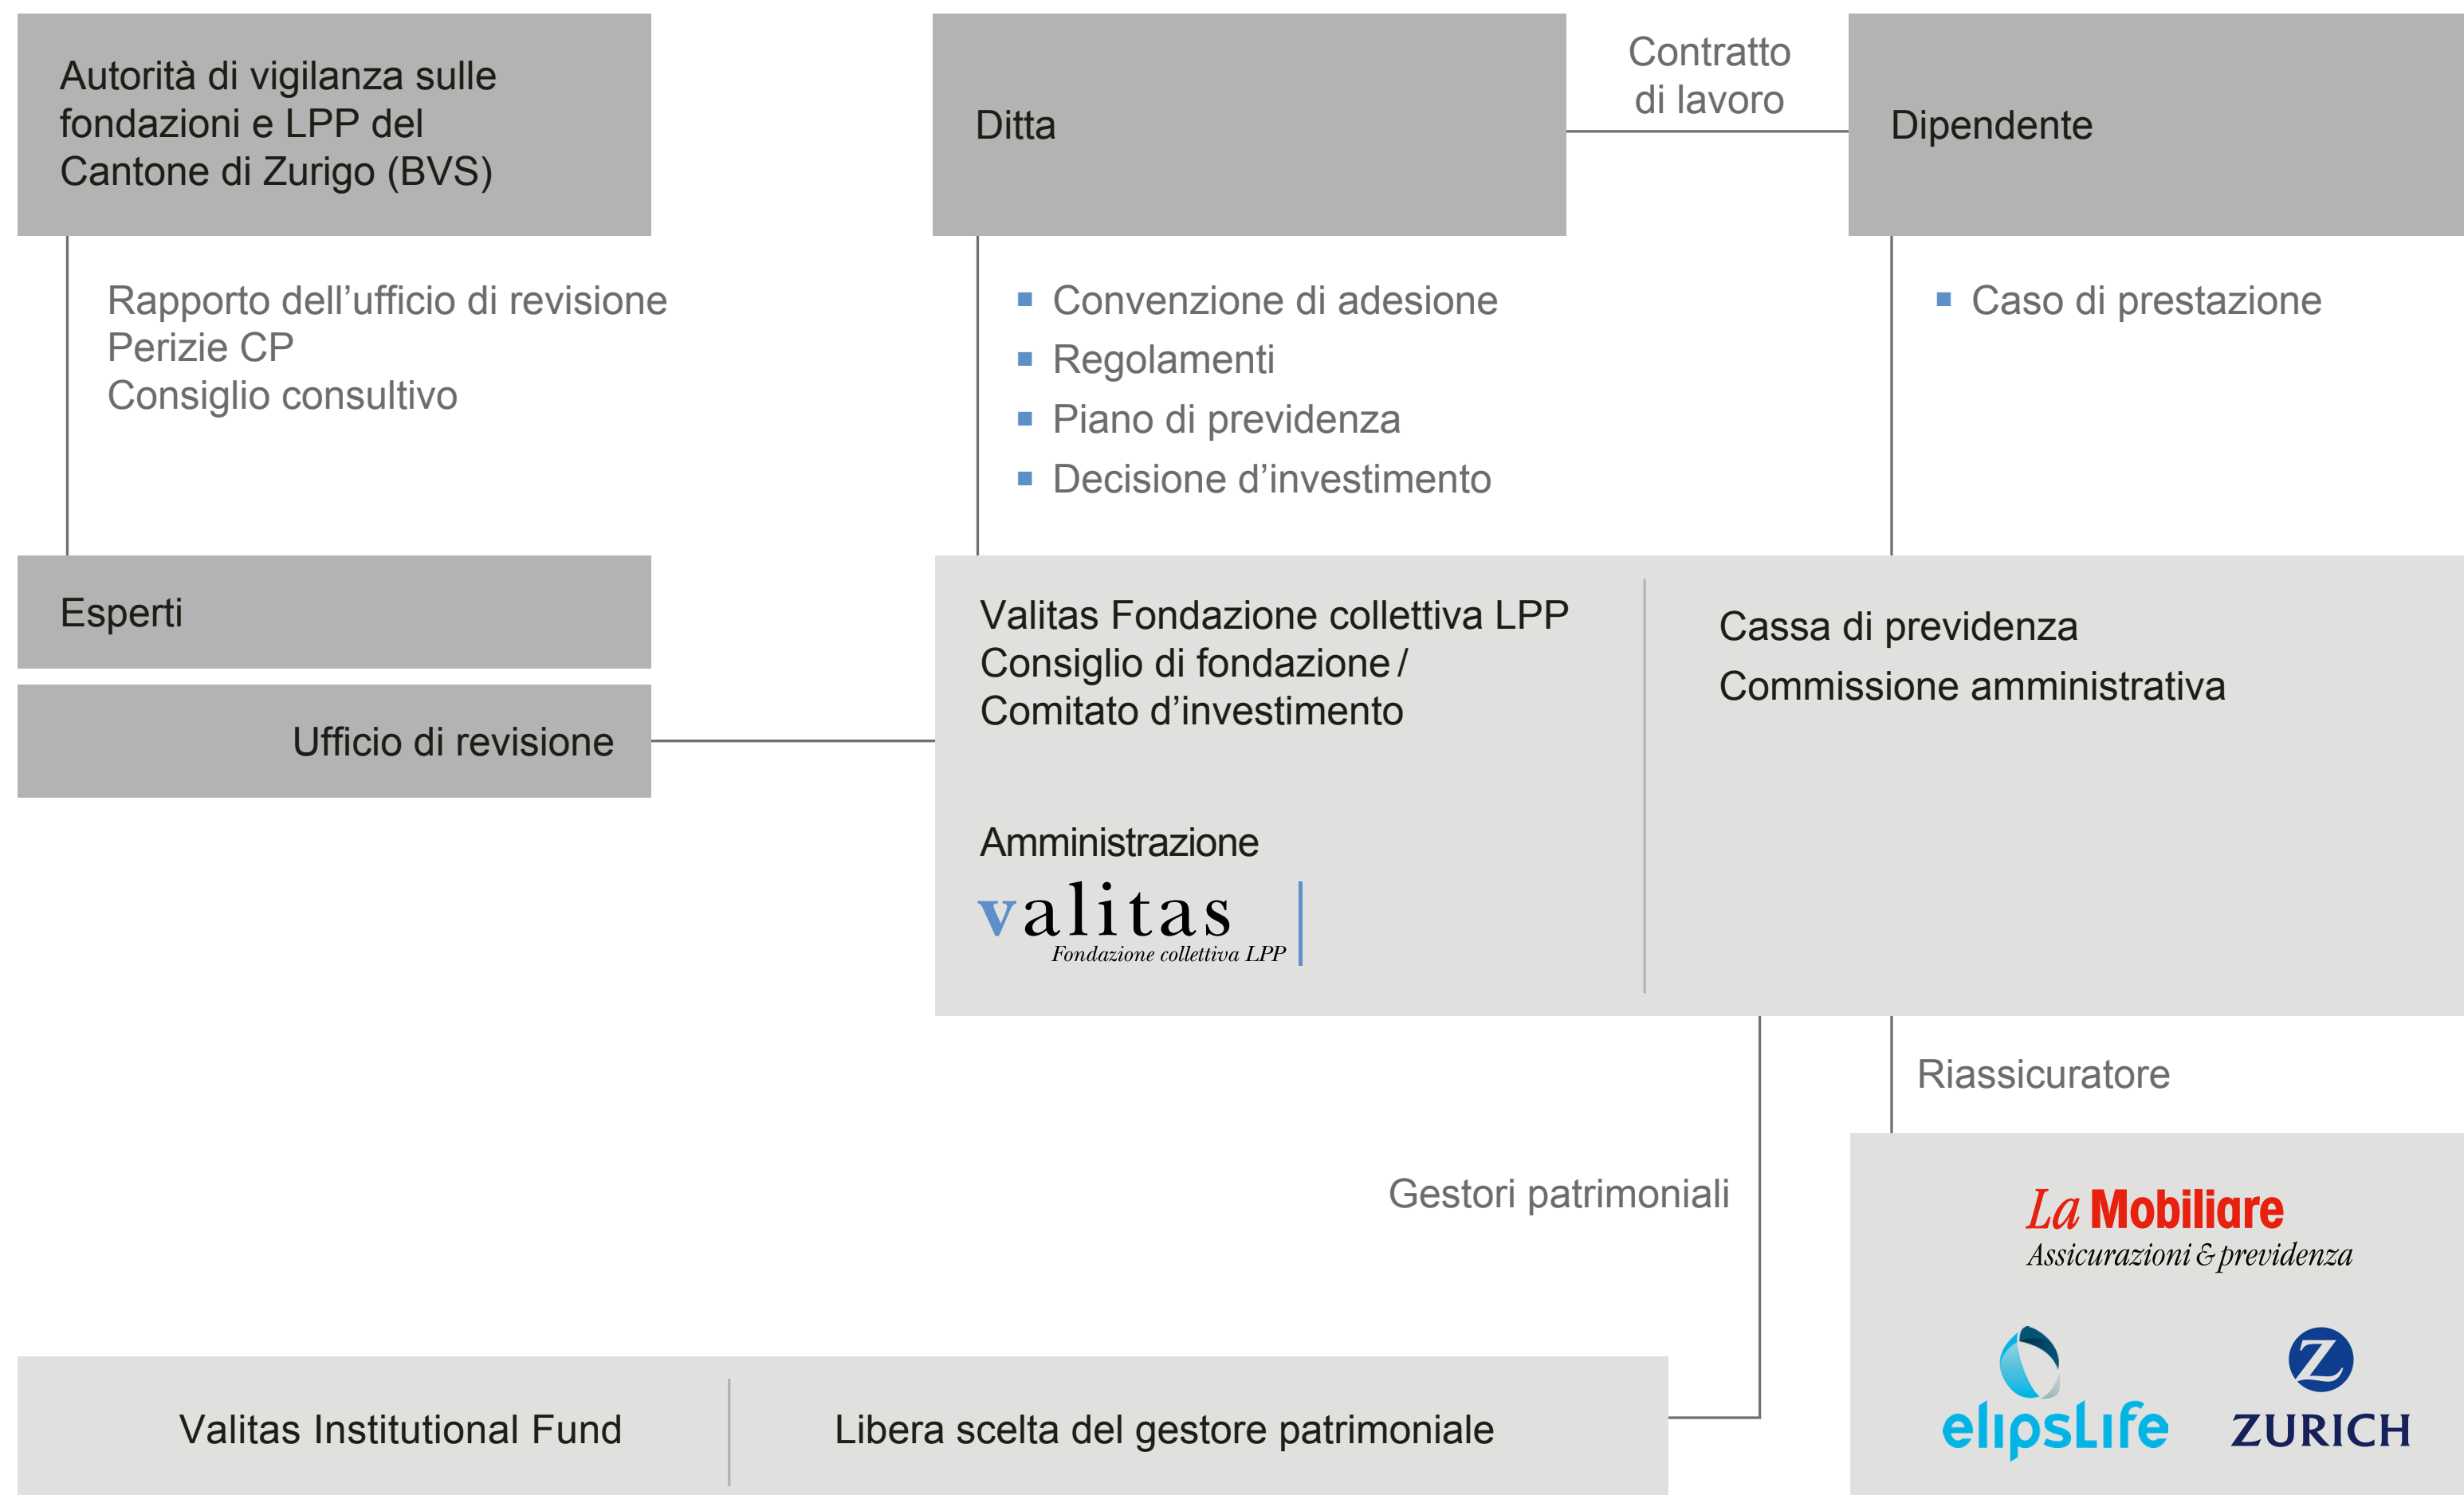 Autorità di vigilanza sulle
fondazioni e LPP del
Cantone di Zurigo (BVS)
Ditta
Contratto
di lavoro
Dipendente
Rapporto dell’ufficio di revisione
Perizie CP
Consiglio consultivo
Convenzione di adesione
Regolamenti
Piano di previdenza
Decisione d’investimento
Caso di prestazione
Esperti
Ufficio di revisione
Valitas Fondazione collettiva LPP
Consiglio di fondazione /
Comitato d’investimento
Amministrazione
valitas
Fondazione collettiva LPP
Cassa di previdenza
Commissione amministrativa
Riassicuratore
Gestori patrimoniali
La Mobiliare
Assicurazioni & previdenza
elipsLife
Z
ZURICH
Valitas Institutional Fund
Libera scelta del gestore patrimoniale